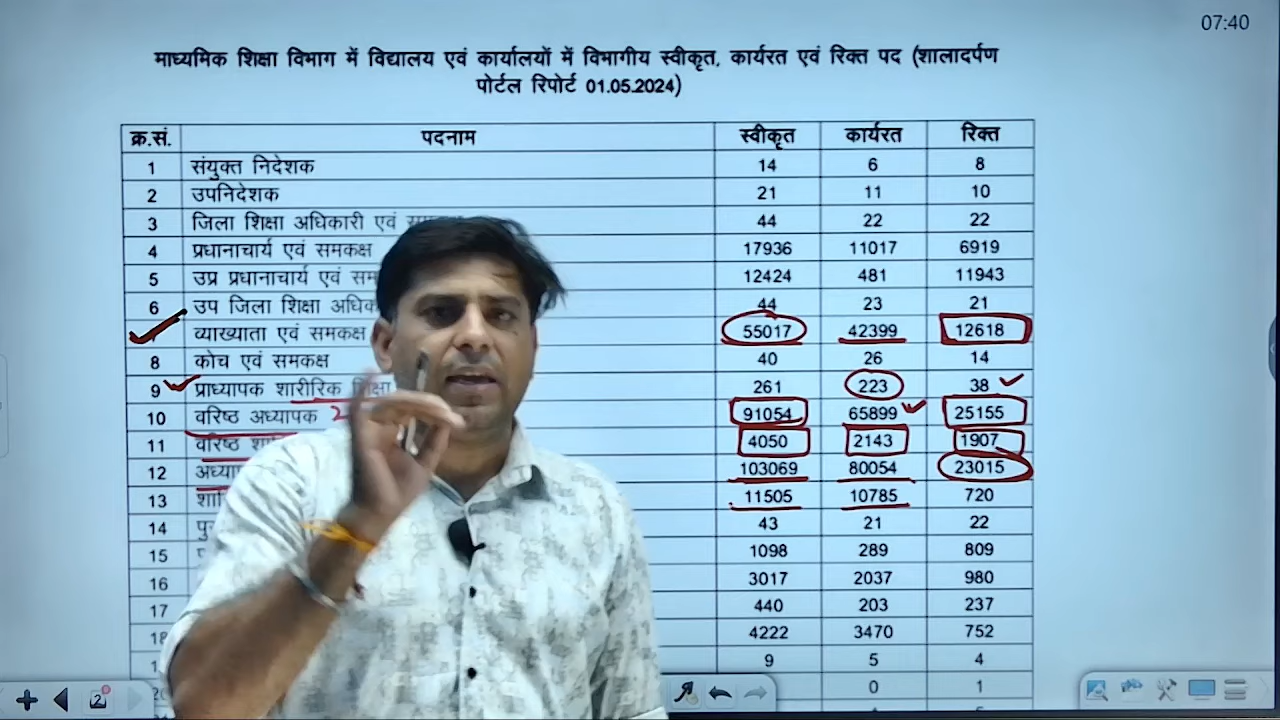 07:40
माध्यमिक शिक्षा विभाग में विद्यालय एवं कार्यालयों में विभागीय स्वीकृत, कार्यरत एवं रिक्त पद (शालादर्पण
पोर्टल रिपोर्ट 01.05.2024)
क्र.सं. पदनाम स्वीकृत कार्यरत रिक्त
1 संयुक्त निदेशक 14 6 8
2 उपनिदेशक 21 11 10
3 जिला शिक्षा अधिकारी एवं 44 22 22
4 प्रधानाचार्य एवं समकक्ष 17936 11017 6919
5 उप्र प्रधानाचार्य एवं 12424 481 11943
6 उप जिला शिक्षा 44 23 21
व्याख्याता एवं समकक्ष 55017 42399 12618
8 कोच एवं समकक्ष 40 26 14
9 प्राध्यापक शारीरिक शिक्षा 261 223 38
10 वरिष्ठ अध्यापक 91054 65899 25155
11 वरिष्ठ 4050 2143 1907
12 103069 80054 23015
13 11505 10785 720
14 43 21 22
15 1098 289 809
16 3017 2037 980
17 440 203 237
18 4222 3470 752
9 5 4
0 1
2